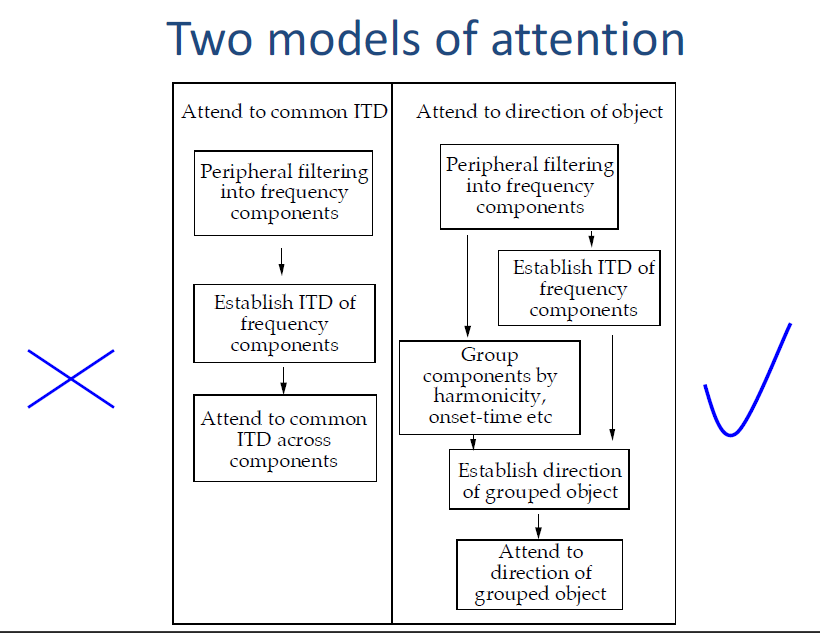 Two models of attention
Attend to common ITD
Peripheral filtering
into frequency
components
Establish ITD of
frequency
components
Attend to common
ITD across
components
Attend to direction of object
Peripheral filtering
into frequency
components
Establish ITD of
frequency
components
Group
components by
harmonicity,
onset-time etc
Establish direction
of grouped object
Attend to
direction of
grouped object